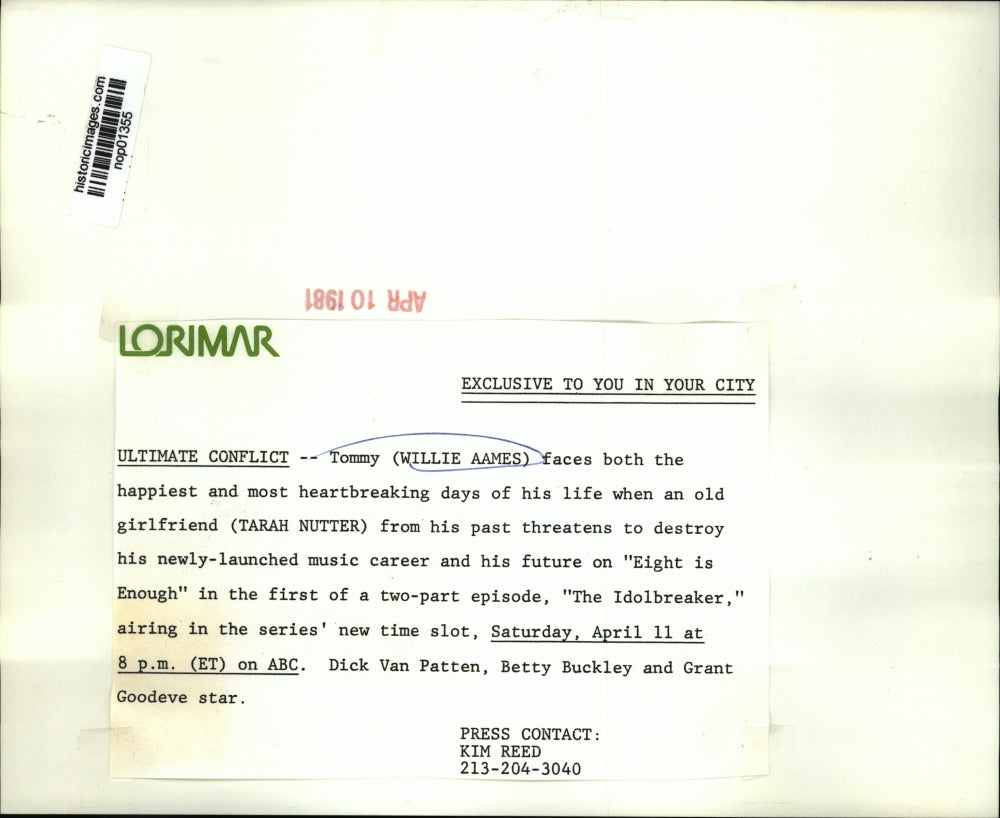 historicimages.com
nop01355
APR 10 1981
LORIMAR
EXCLUSIVE TO YOU IN YOUR CITY
ULTIMATE CONFLICT -- Tommy (WILLIE AAMES) faces both the
happiest and most heartbreaking days of his life when an old
girlfriend (TARAH NUTTER) from his past threatens to destroy
his newly-launched music career and his future on "Eight is
Enough" in the first of a two-part episode, "The Idolbreaker,"
airing in the series' new time slot, Saturday, April 11 at
8 p.m. (ET) on ABC. Dick Van Patten, Betty Buckley and Grant
Goodeve star.
PRESS CONTACT:
KIM REED
213-204-3040